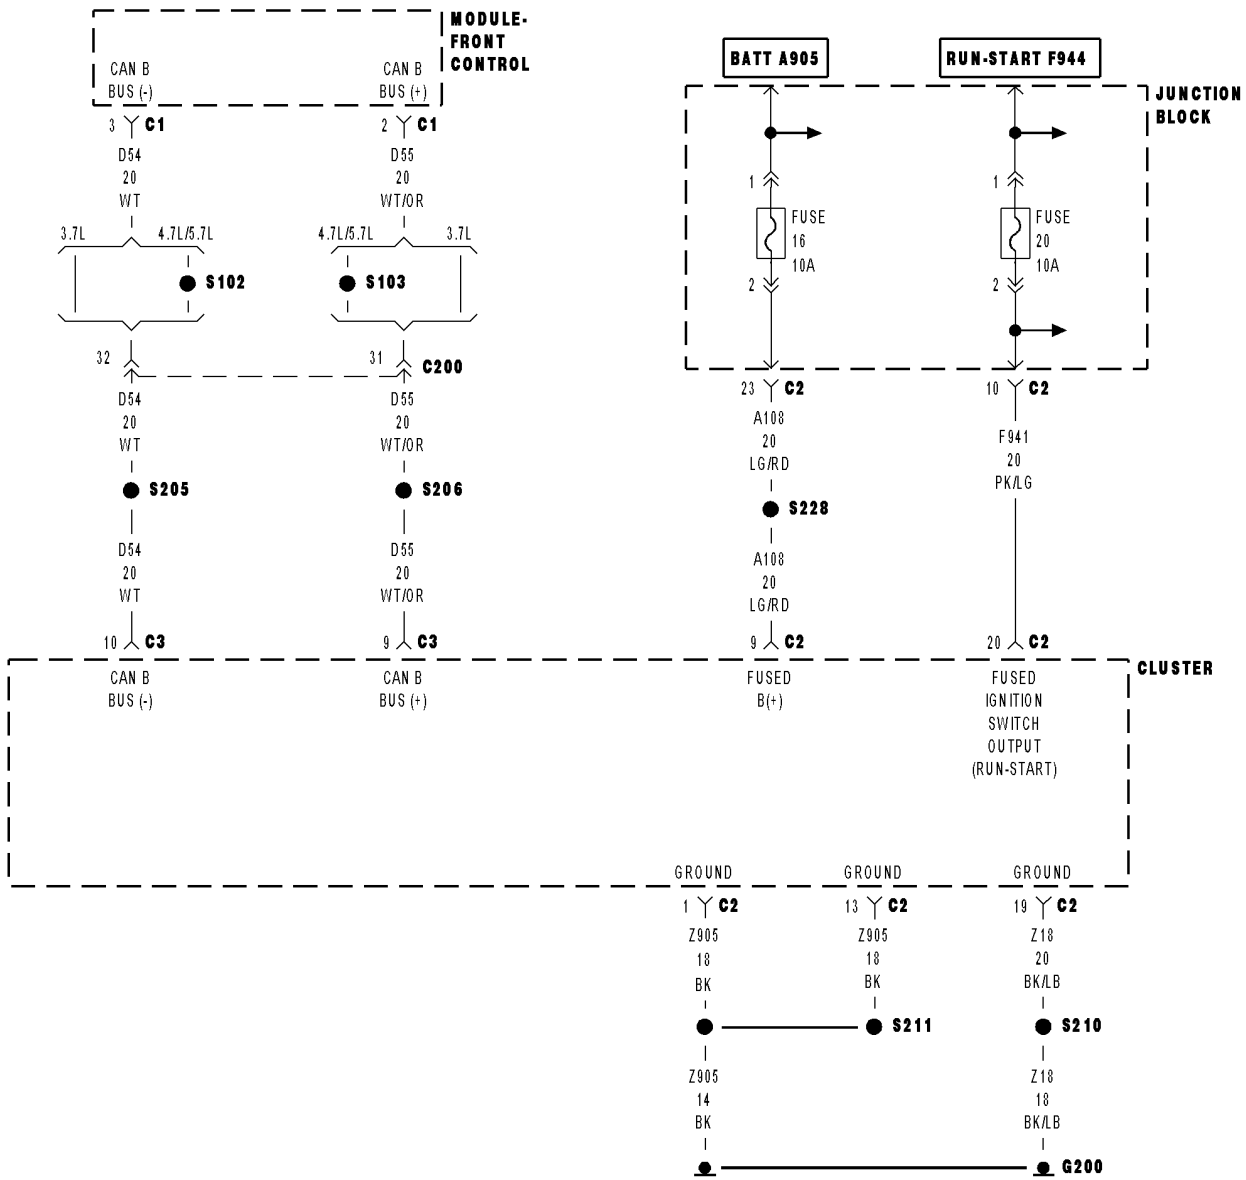 MODULE-
FRONT
CONTROL
CAN B
BUS (-)
CAN B
BUS (+)
3 C1
2 C1
D54
20
WT
D55
20
WT/OR
3.7L
4.7L/5.7L
4.7L/5.7L
3.7L
S102
S103
32
31
C200
D54
20
WT
D55
20
WT/OR
S205
S206
D54
20
WT
D55
20
WT/OR
10 C3
9 C3
BATT A905
RUN-START F944
JUNCTION
BLOCK
1
FUSE
16
10A
2
1
FUSE
20
10A
2
23 C2
10 C2
A108
20
LG/RD
F941
20
PK/LG
S228
A108
20
LG/RD
9 C2
20 C2
CLUSTER
CAN B
BUS (-)
CAN B
BUS (+)
FUSED
B(+)
FUSED
IGNITION
SWITCH
OUTPUT
(RUN-START)
GROUND
GROUND
GROUND
1 C2
13 C2
19 C2
Z905
18
BK
Z905
18
BK
Z18
20
BK/LB
S211
S210
Z905
14
BK
Z18
18
BK/LB
G200